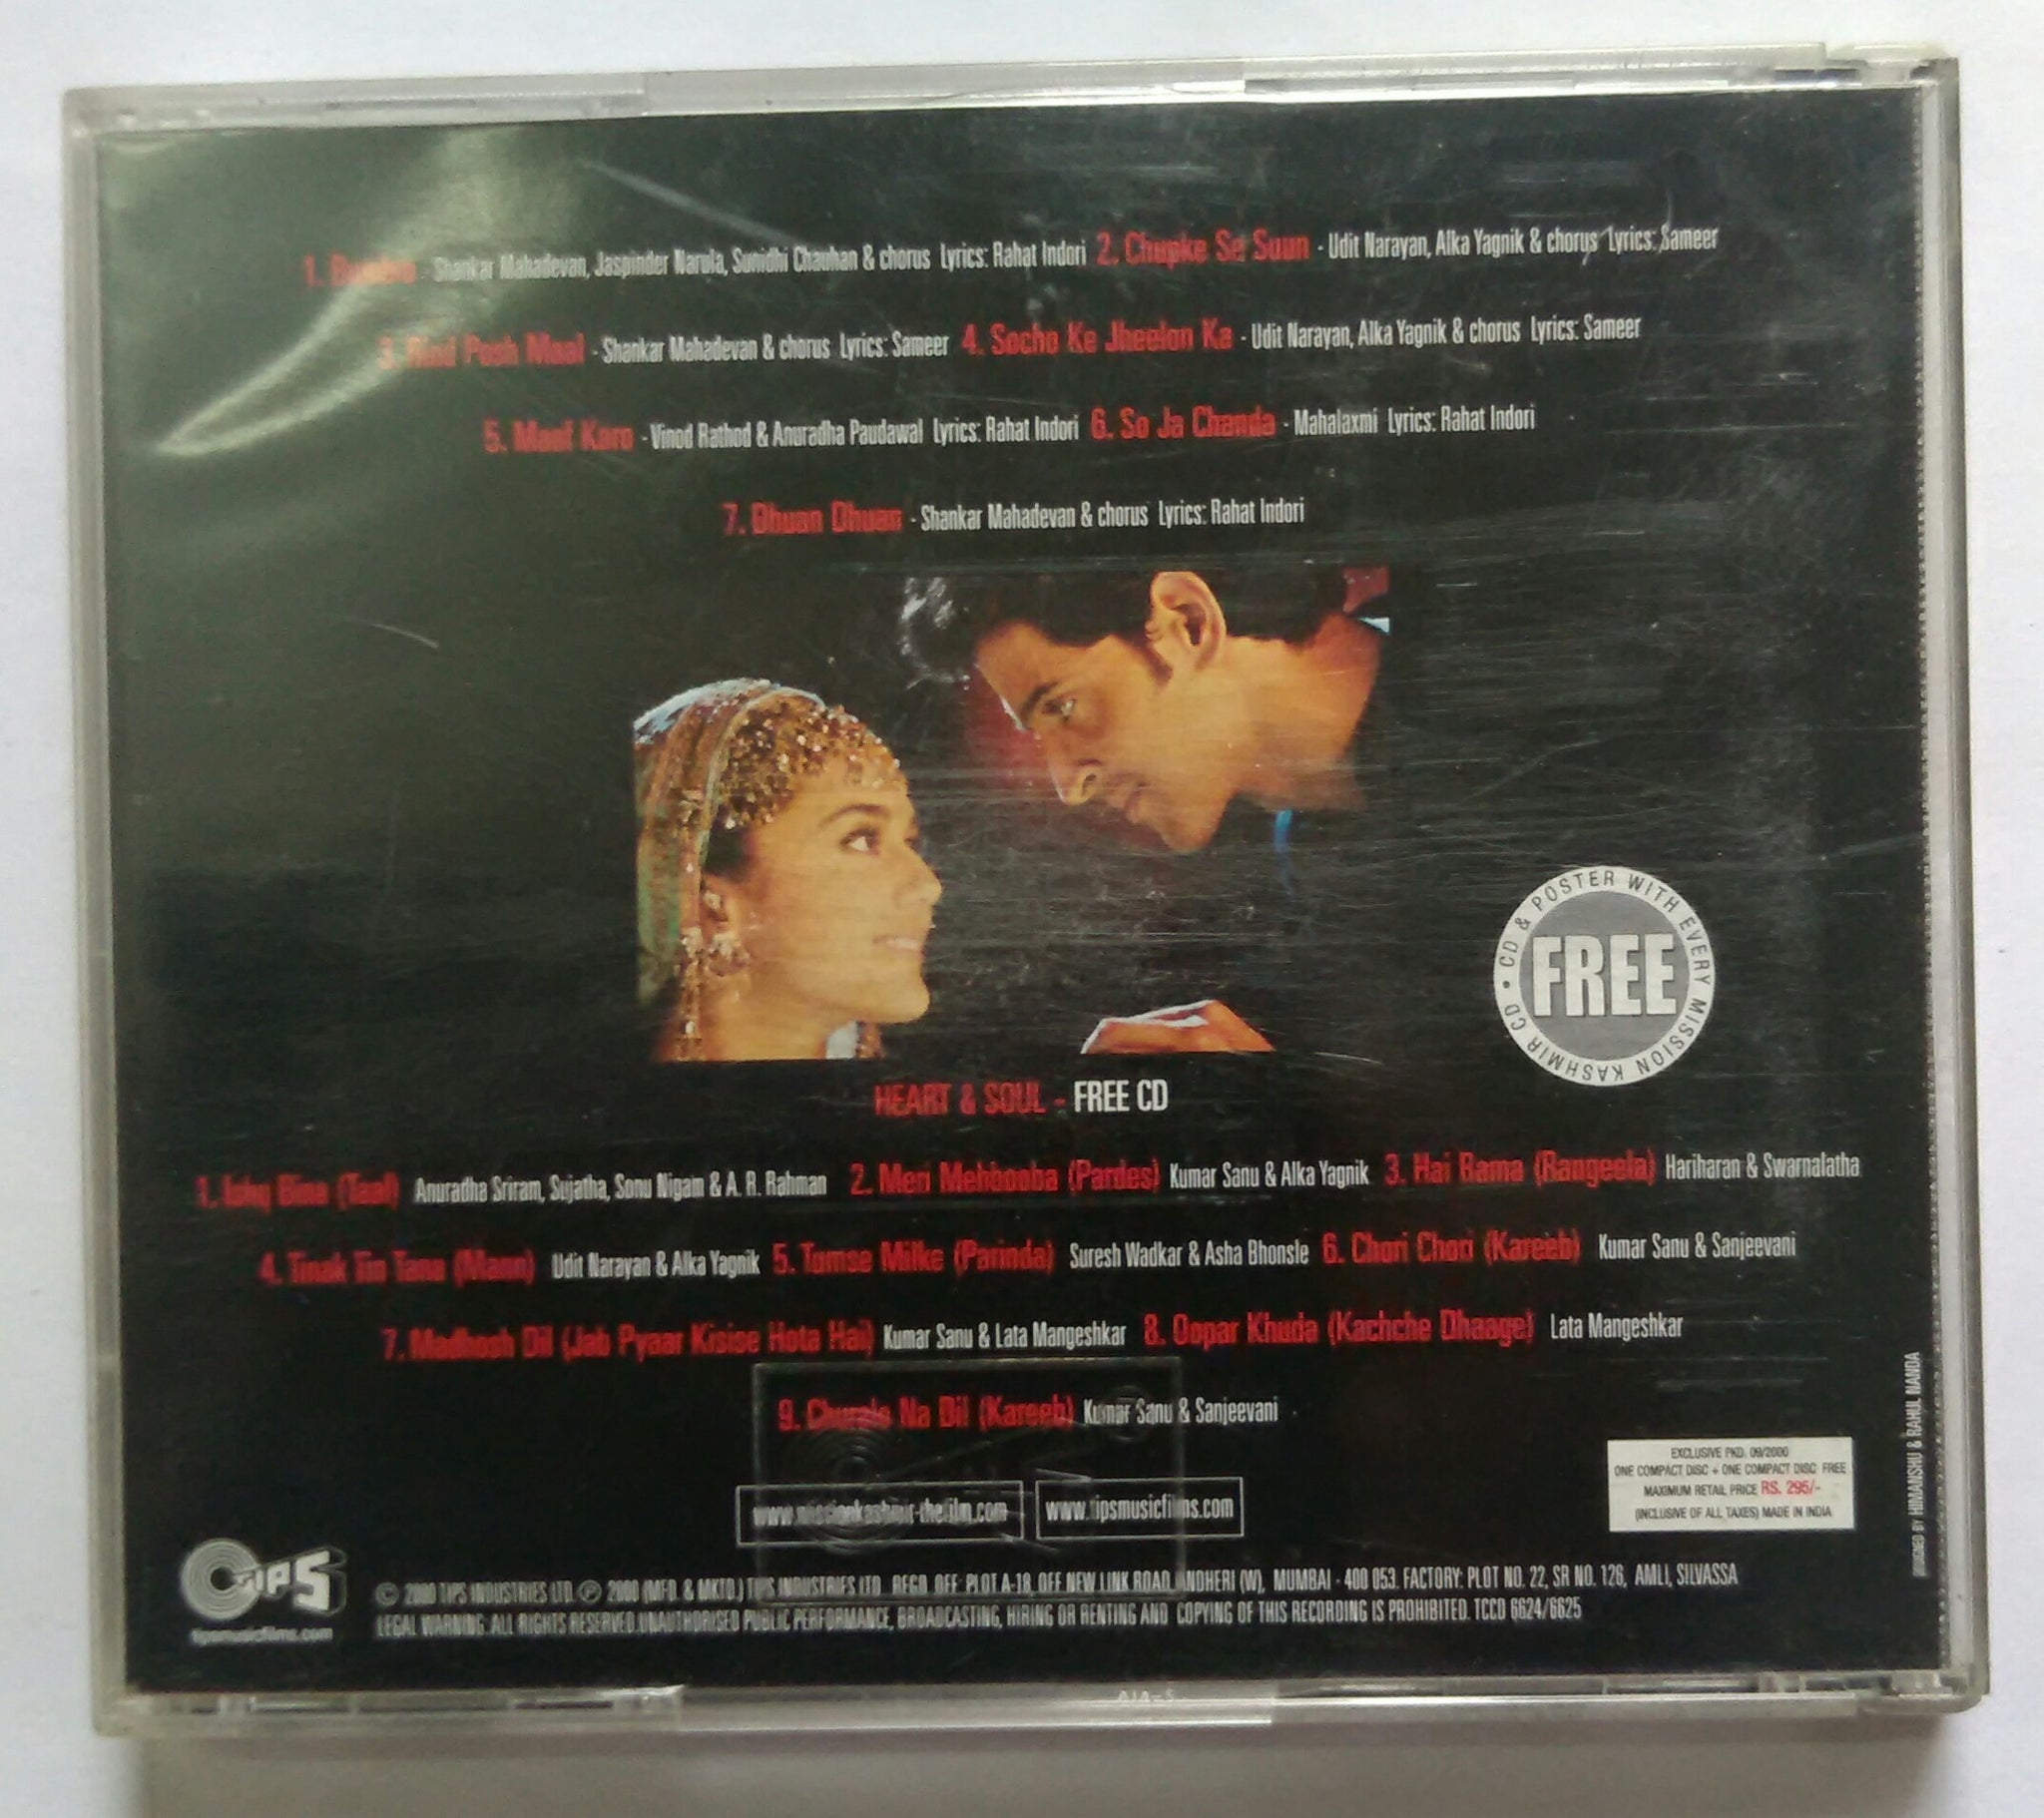 1. Bumbro - Shankar Mahadevan, Jaspinder Narula, Sunidhi Chauhan & chorus Lyrics: Rahat Indori 2. Chupke Se Sunn - Udit Narayan, Alka Yagnik & chorus Lyrics: Sameer
3. Rind Posh Maal - Shankar Mahadevan & chorus Lyrics: Sameer 4. Socho Ke Jheelon Ka - Udit Narayan, Alka Yagnik & chorus Lyrics: Sameer
5. Maaf Karo - Vinod Rathod & Anuradha Paudawal Lyrics: Rahat Indori 6. So Ja Chanda - Mahalaxmi Lyrics: Rahat Indori
7. Dhuan Dhuan - Shankar Mahadevan & chorus Lyrics: Rahat Indori
• CD & POSTER WITH EVERY MISSION KASHMIR CD
FREE
HEART & SOUL - FREE CD
1. Ishq Bina (Taal) Anuradha Sriram, Sujatha, Sonu Nigam & A. R. Rahman 2. Meri Mehbooba (Pardes) Kumar Sanu & Alka Yagnik 3. Hai Rama (Rangeela) Hariharan & Swarnalatha
4. Tinak Tin Tana (Mann) Udit Narayan & Alka Yagnik 5. Tumse Milke (Parinda) Suresh Wadkar & Asha Bhonsle 6. Chori Chori (Kareeb) Kumar Sanu & Sanjeevani
7. Madhosh Dil (Jab Pyaar Kisise Hota Hai) Kumar Sanu & Lata Mangeshkar 8. Oopar Khuda (Kachche Dhaage) Lata Mangeshkar
9. Churalo Na Dil (Kareeb) Kumar Sanu & Sanjeevani
www.missionkashmir-thefilm.com www.tipsmusicfilms.com
EXCLUSIVE PKD. 09/2000
ONE COMPACT DISC + ONE COMPACT DISC FREE
MAXIMUM RETAIL PRICE RS. 295/-
(INCLUSIVE OF ALL TAXES) MADE IN INDIA
BY HIMANSHU & RAHUL NANDA
TIPS
tipsmusicfilms.com
© 2000 TIPS INDUSTRIES LTD. ℗ 2000 (MFD. & MKTD.) TIPS INDUSTRIES LTD. REGD. OFF: PLOT A-18, OFF NEW LINK ROAD, ANDHERI (W), MUMBAI - 400 053. FACTORY: PLOT NO. 22, SR NO. 126, AMLI, SILVASSA
LEGAL WARNING: ALL RIGHTS RESERVED. UNAUTHORISED PUBLIC PERFORMANCE, BROADCASTING, HIRING OR RENTING AND COPYING OF THIS RECORDING IS PROHIBITED. TCCD 6624/6625